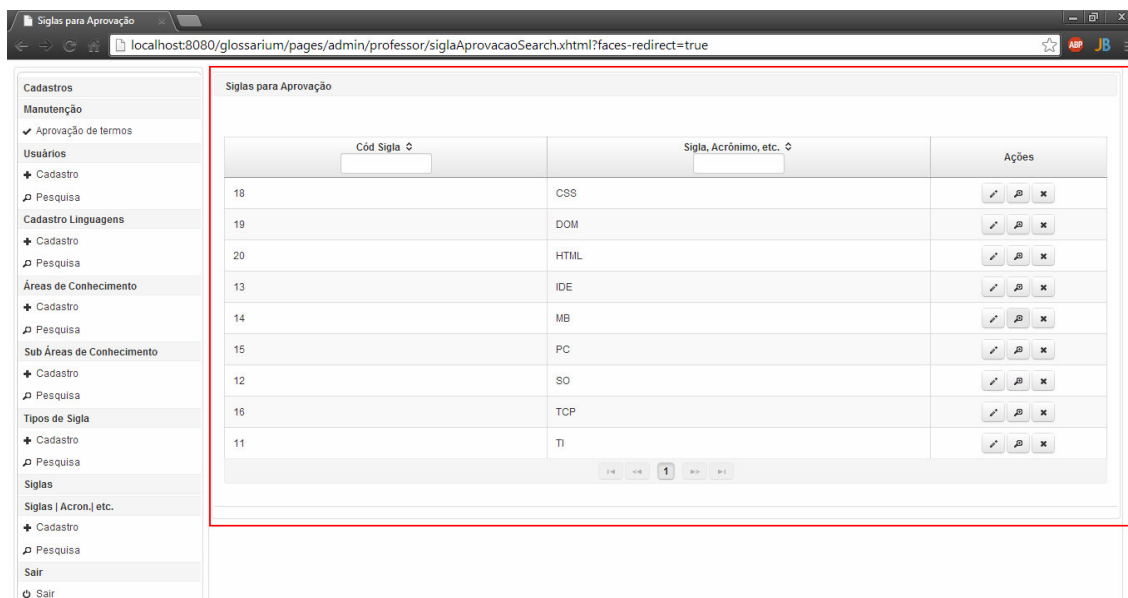 Siglas para Aprovação
localhost:8080/glossarium/pages/admin/professor/siglaAprovacaoSearch.xhtml?faces-redirect=true
ABP
JB
Cadastros
Manutenção
Aprovação de termos
Usuários
Cadastro
Pesquisa
Cadastro Linguagens
Cadastro
Pesquisa
Áreas de Conhecimento
Cadastro
Pesquisa
Sub Áreas de Conhecimento
Cadastro
Pesquisa
Tipos de Sigla
Cadastro
Pesquisa
Siglas
Siglas | Acron.| etc.
Cadastro
Pesquisa
Sair
Sair
Siglas para Aprovação
Cód Sigla Sigla, Acrônimo, etc. Ações
18 CSS
19 DOM
20 HTML
13 IDE
14 MB
15 PC
12 SO
16 TCP
11 TI
1